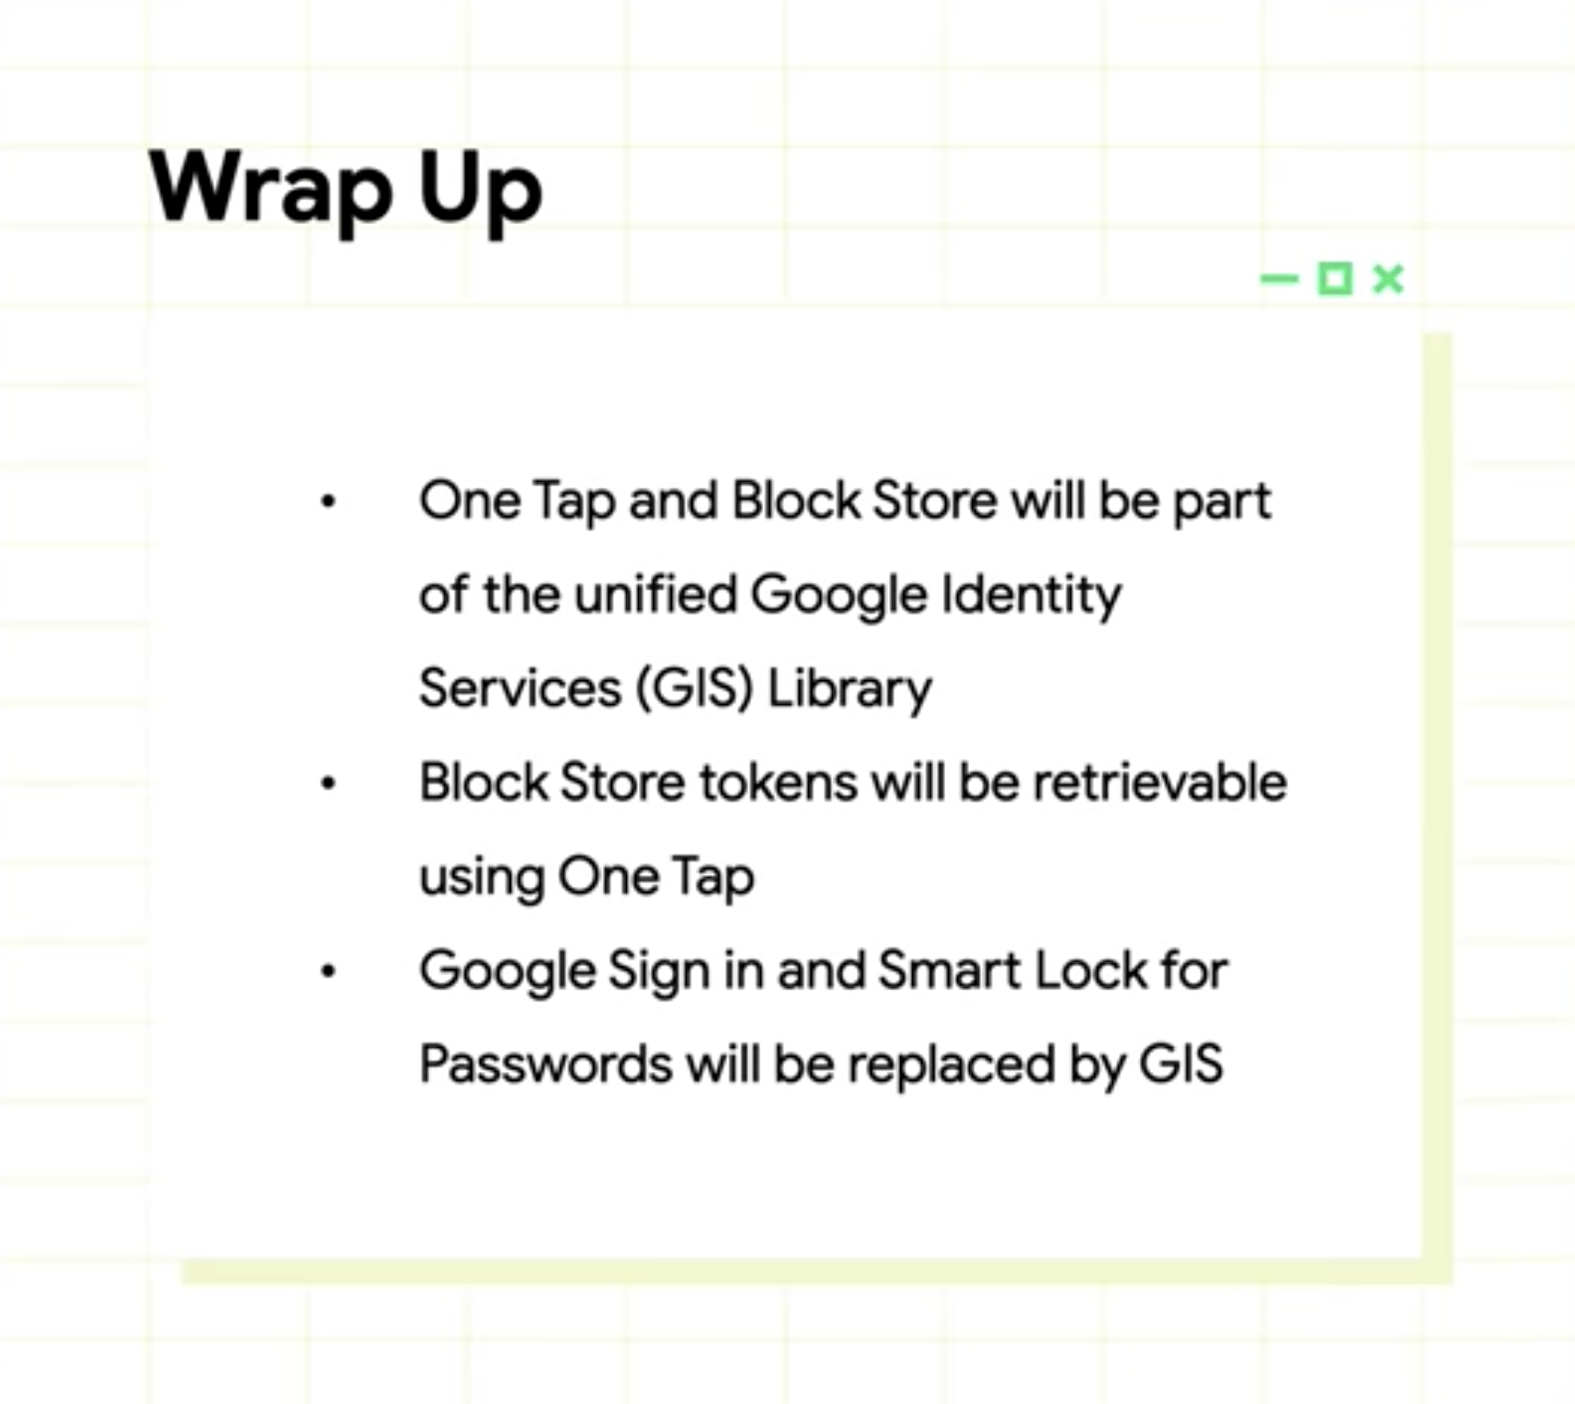 Wrap Up
• One Tap and Block Store will be part
of the unified Google Identity
Services (GIS) Library
• Block Store tokens will be retrievable
using One Tap
• Google Sign in and Smart Lock for
Passwords will be replaced by GIS